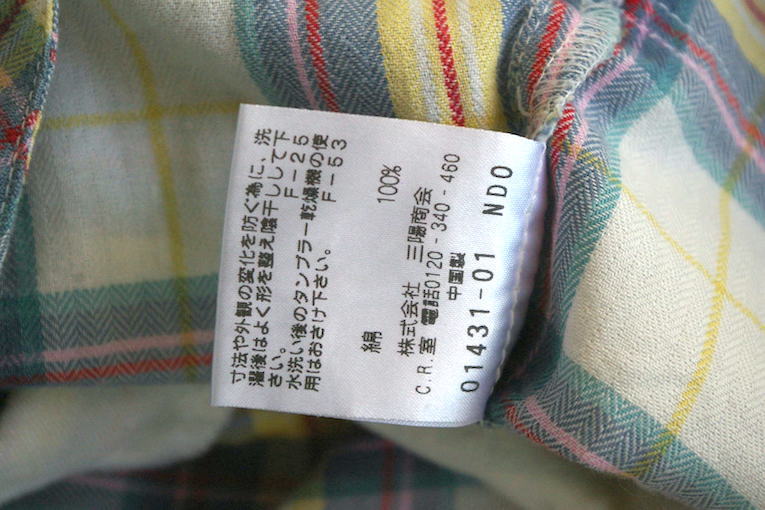 寸法や外観の変化を防ぐ為に、洗
濯後はよく形を整え陰干しして下
さい。 F-25
水洗い後のタンブラー乾燥機の使
用はおさけ下さい。 F-53
綿 100%
株式会社 三陽商会
C.R.室 電話0120-340-460
中国製
01431-01 NDO